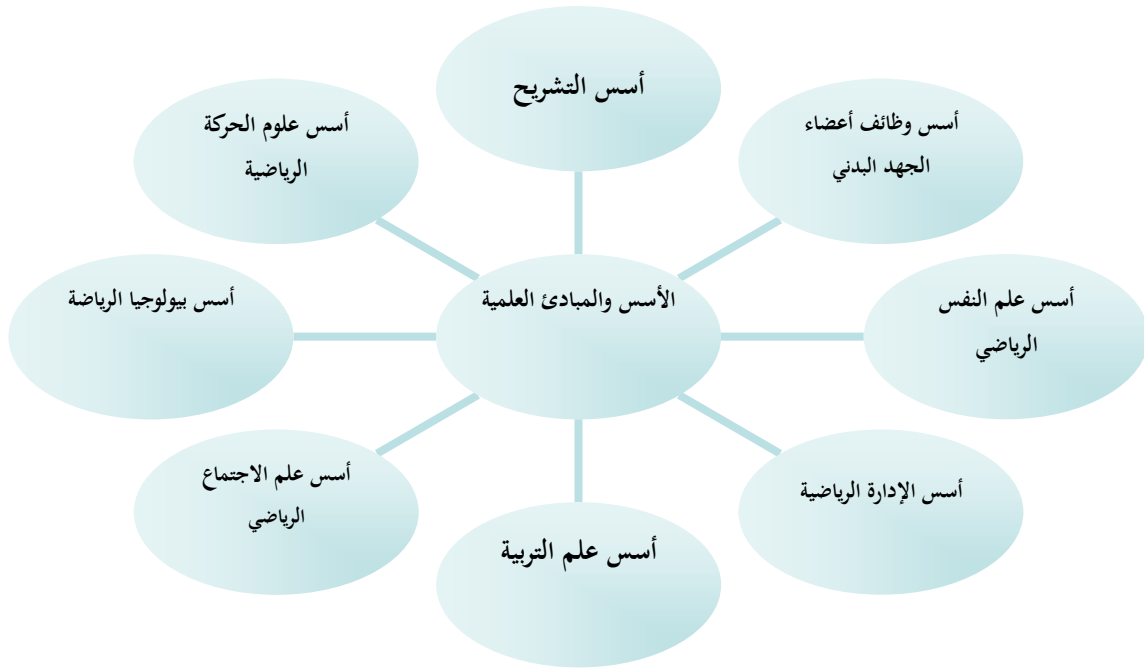 أسس التشريح
أسس وظائف أعضاء
الجهد البدني
أسس علوم الحركة
الرياضية
الأسس والمبادئ العلمية
أسس علم النفس
الرياضي
أسس بيولوجيا الرياضة
أسس الإدارة الرياضية
أسس علم الاجتماع
الرياضي
أسس علم التربية